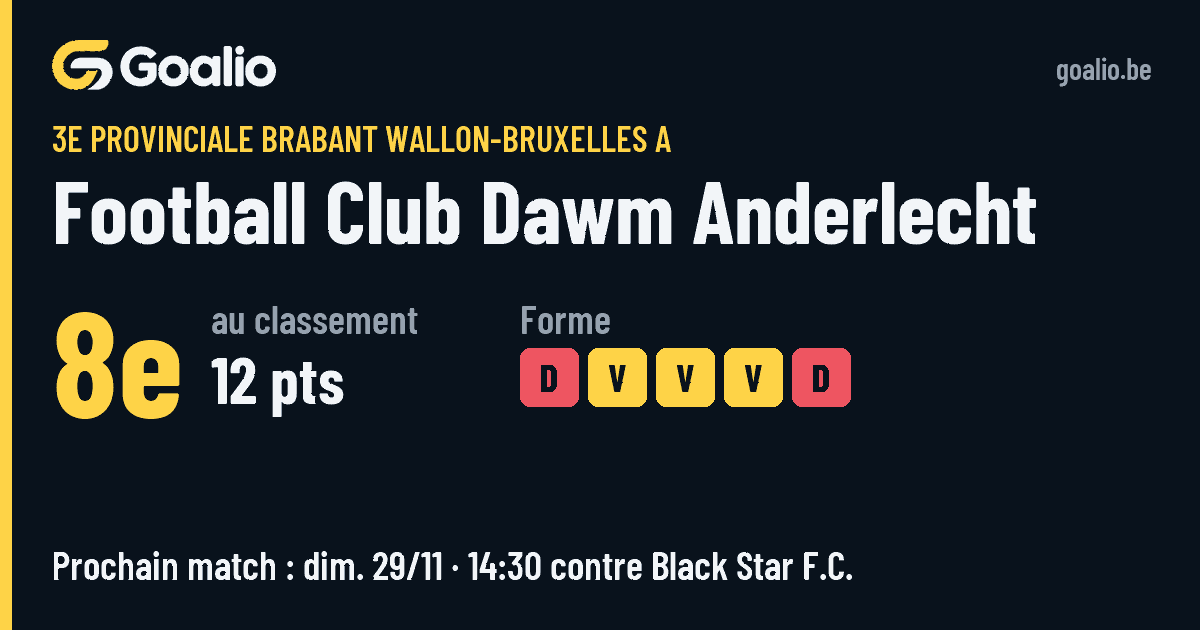 Goalio
goalio.be
3E PROVINCIALE BRABANT WALLON-BRUXELLES A
Football Club Dawm Anderlecht
8e
au classement
12 pts
Forme
D V V V D
Prochain match : dim. 29/11 · 14:30 contre Black Star F.C.